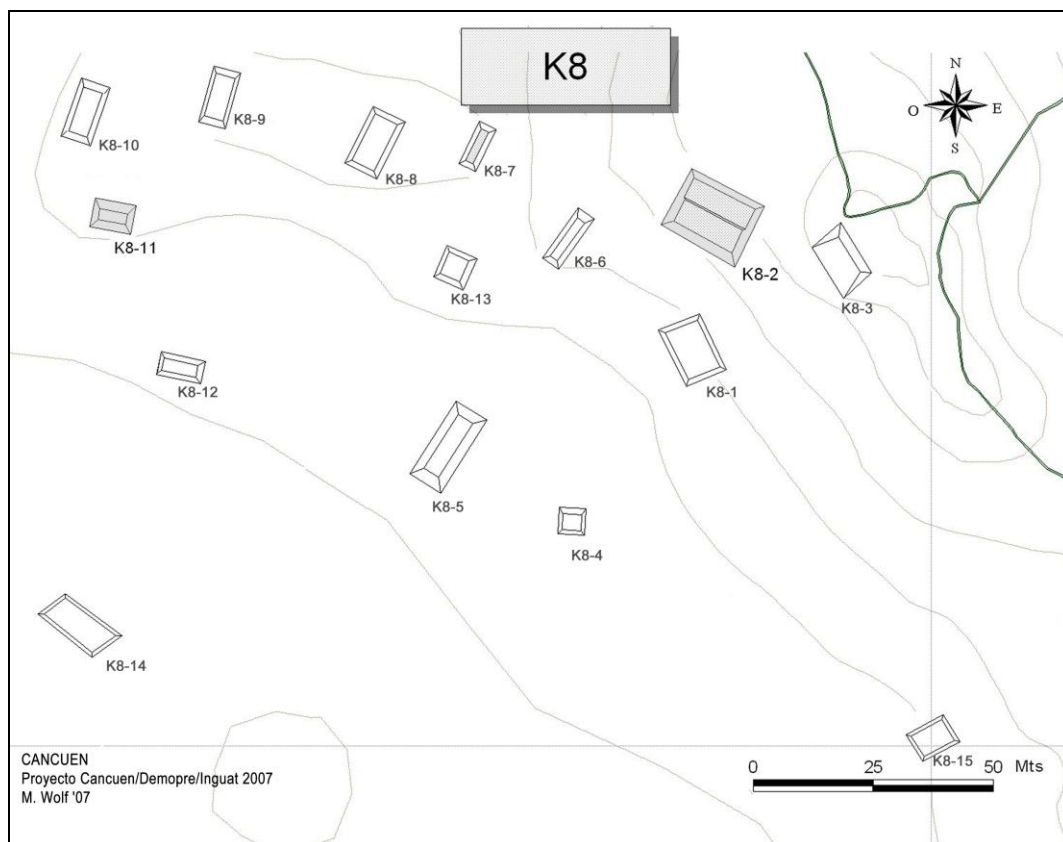 K8
N
O E
S
K8-10
K8-9
K8-8
K8-7
K8-11
K8-13
K8-6
K8-2
K8-3
K8-12
K8-1
K8-5
K8-4
K8-14
K8-15
CANCUEN
Proyecto Cancuen/Demopre/Inguat 2007
M. Wolf '07
0 25 50 Mts